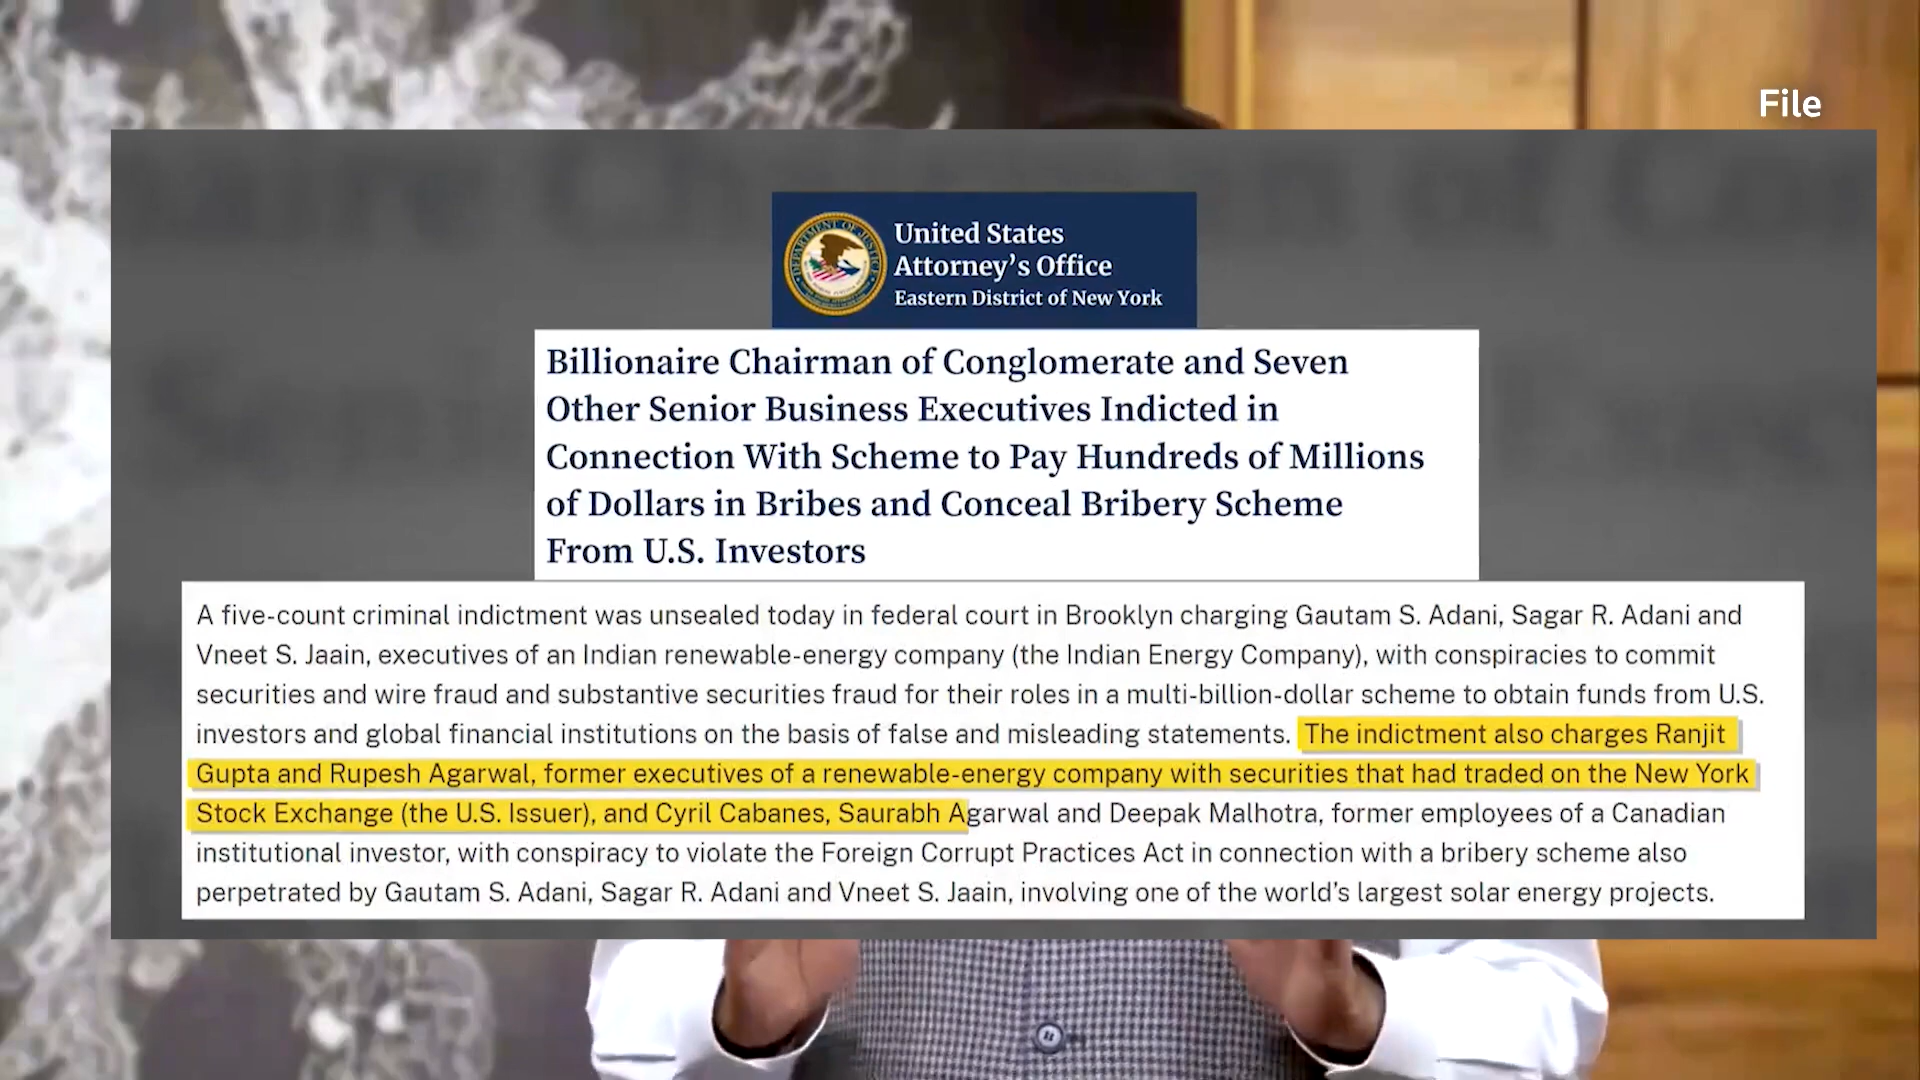 File
United States
Attorney’s Office
Eastern District of New York
Billionaire Chairman of Conglomerate and Seven
Other Senior Business Executives Indicted in
Connection With Scheme to Pay Hundreds of Millions
of Dollars in Bribes and Conceal Bribery Scheme
From U.S. Investors
A five-count criminal indictment was unsealed today in federal court in Brooklyn charging Gautam S. Adani, Sagar R. Adani and
Vneet S. Jaain, executives of an Indian renewable-energy company (the Indian Energy Company), with conspiracies to commit
securities and wire fraud and substantive securities fraud for their roles in a multi-billion-dollar scheme to obtain funds from U.S.
investors and global financial institutions on the basis of false and misleading statements. The indictment also charges Ranjit
Gupta and Rupesh Agarwal, former executives of a renewable-energy company with securities that had traded on the New York
Stock Exchange (the U.S. Issuer), and Cyril Cabanes, Saurabh Agarwal and Deepak Malhotra, former employees of a Canadian
institutional investor, with conspiracy to violate the Foreign Corrupt Practices Act in connection with a bribery scheme also
perpetrated by Gautam S. Adani, Sagar R. Adani and Vneet S. Jaain, involving one of the world’s largest solar energy projects.